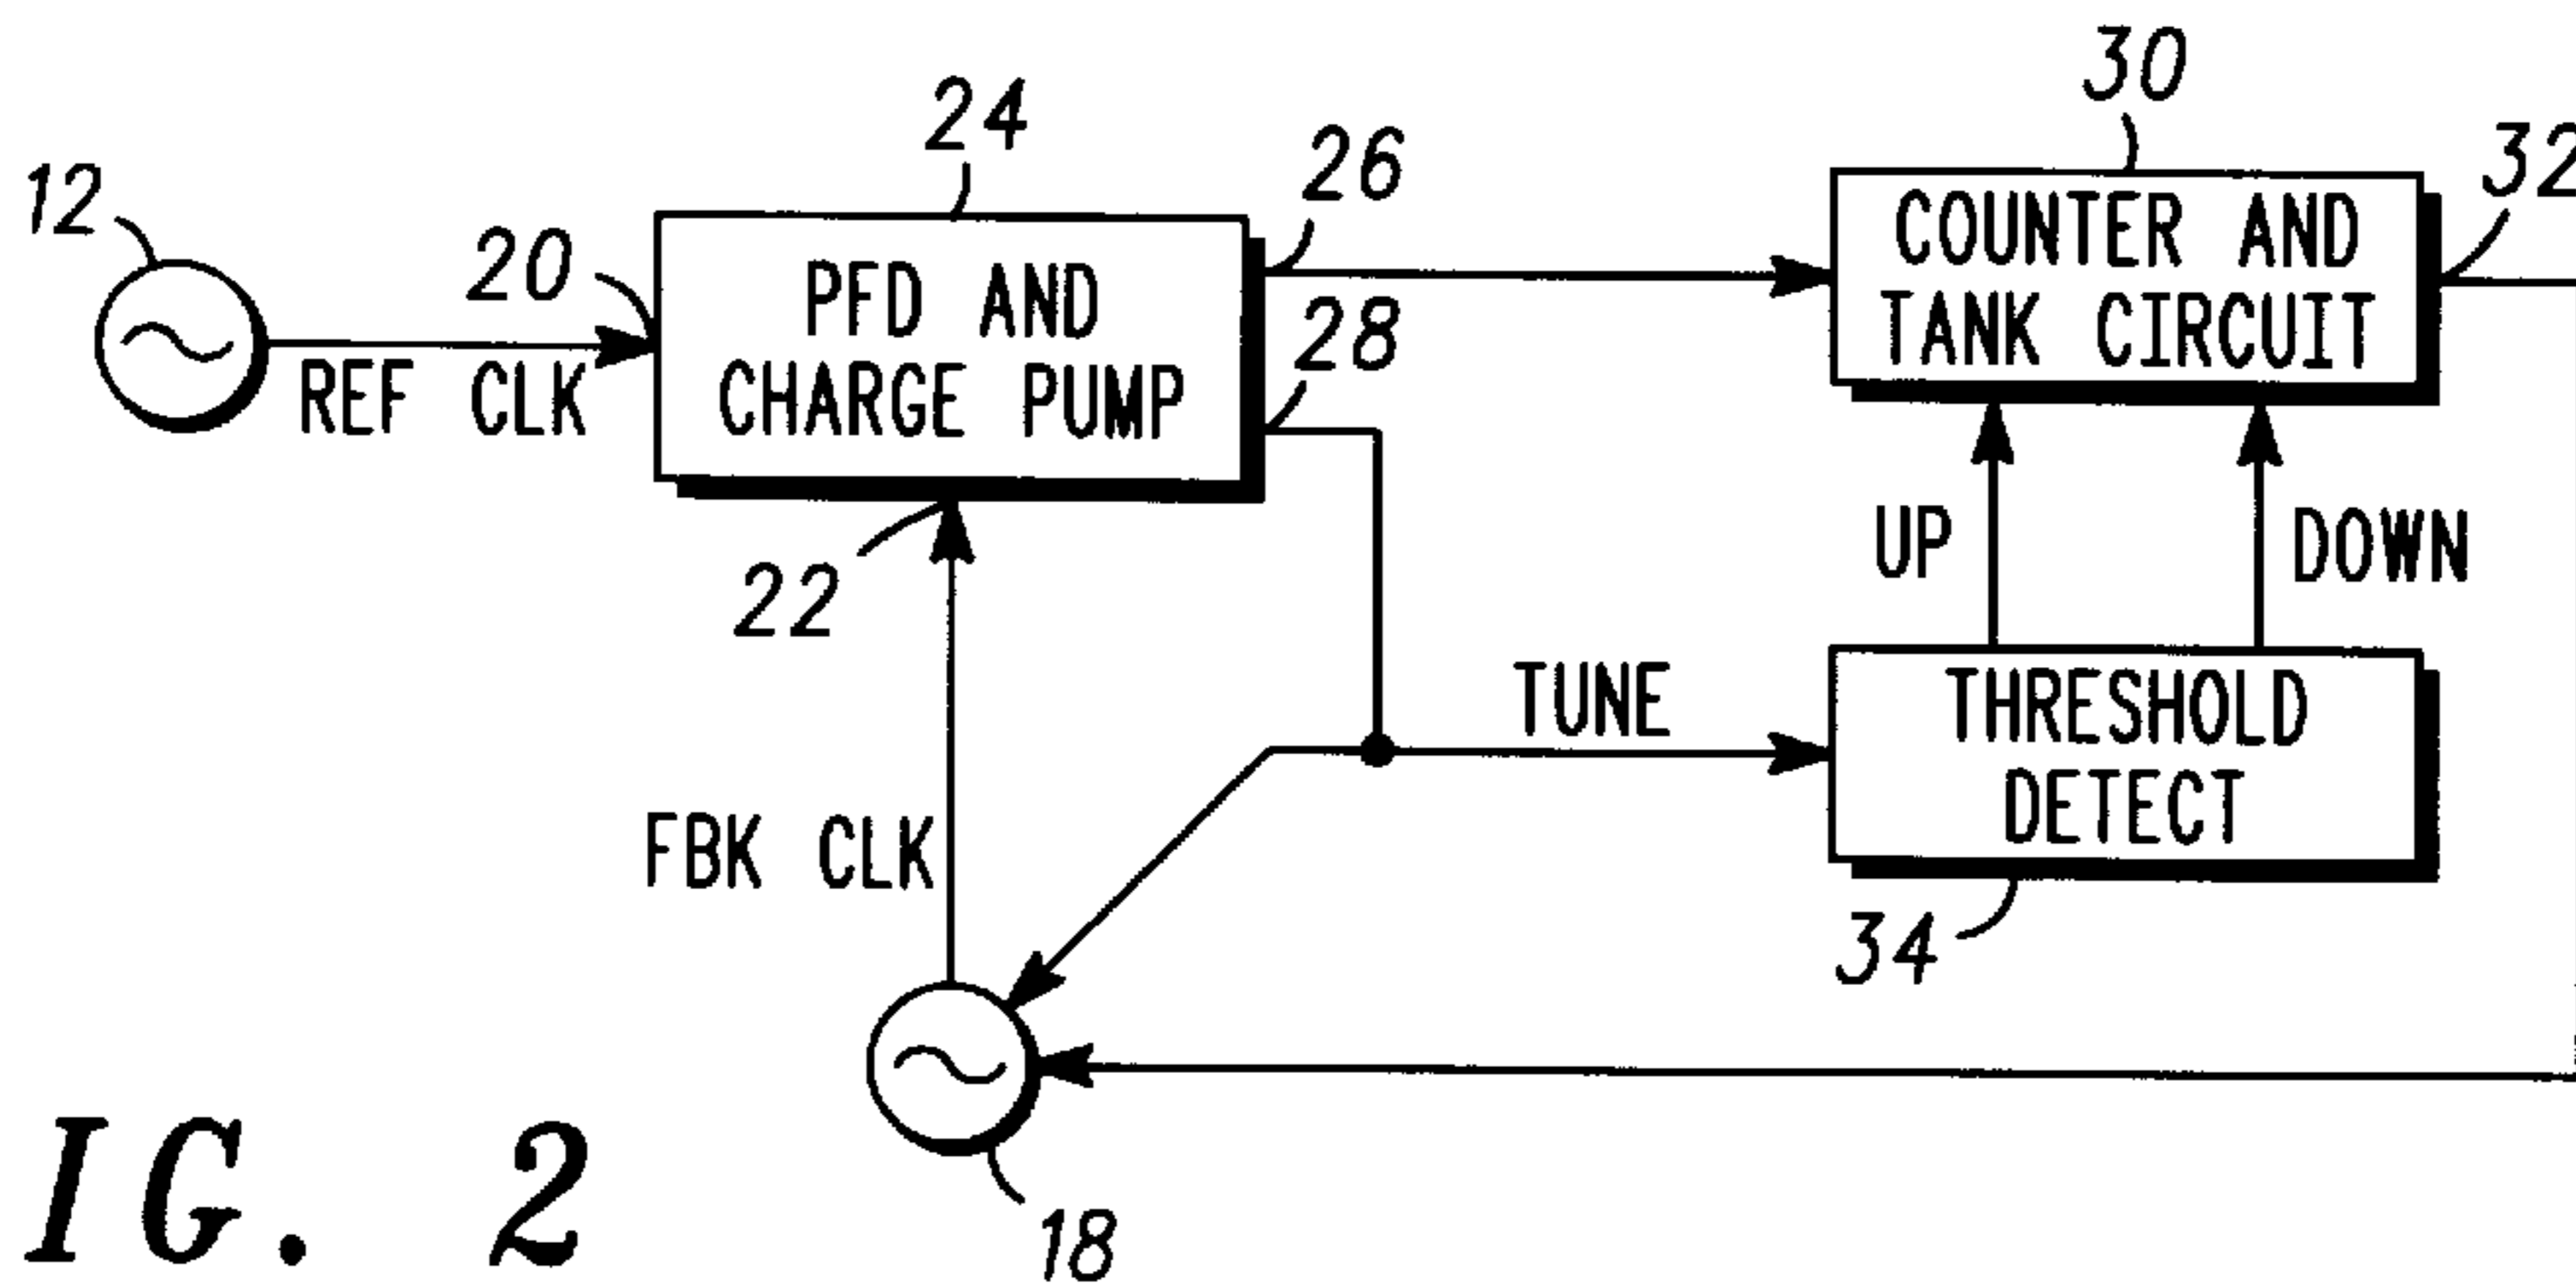 30
24
26
32
12
COUNTER AND
TANK CIRCUIT
20
PFD AND
CHARGE PUMP
28
REF CLK
UP
DOWN
22
TUNE
THRESHOLD
DETECT
FBK CLK
34
IG. 2
18